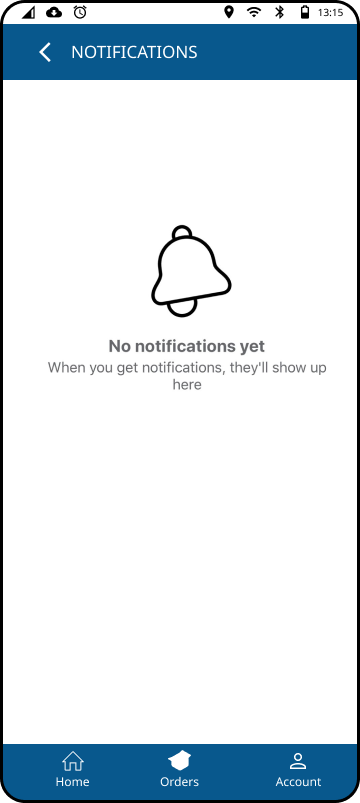 13:15
NOTIFICATIONS
No notifications yet
When you get notifications, they'll show up
here
Home
Orders
Account